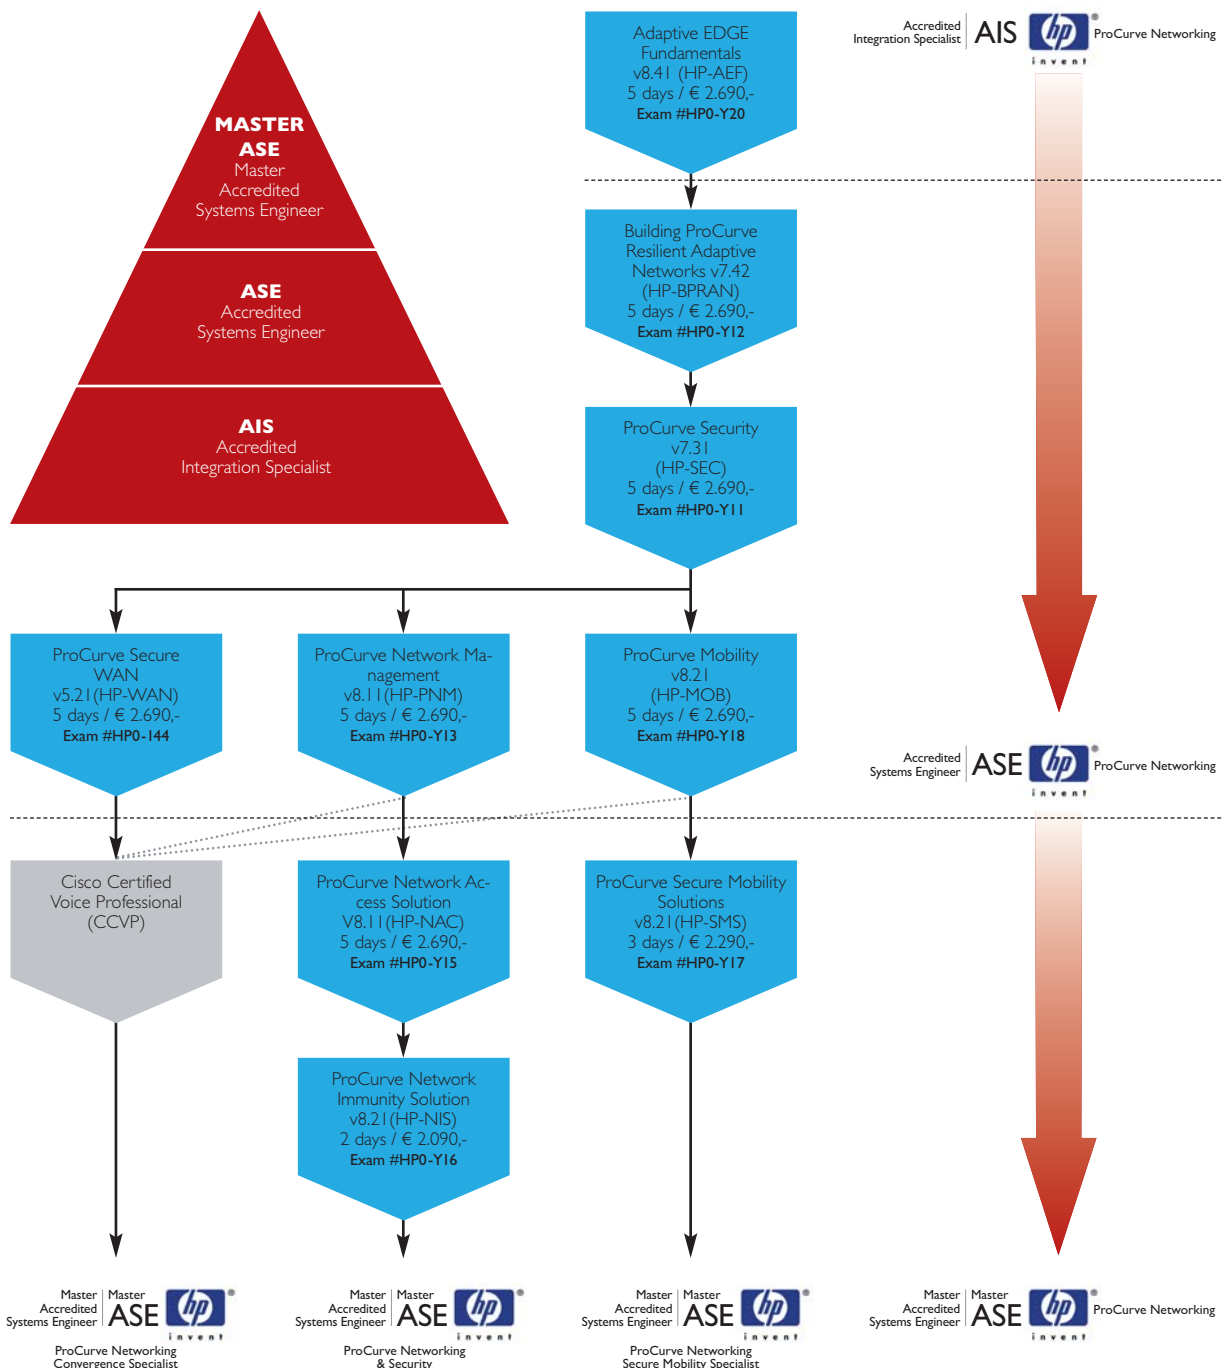 MASTER
ASE
Master
Accredited
Systems Engineer
ASE
Accredited
Systems Engineer
AIS
Accredited
Integration Specialist
Adaptive EDGE
Fundamentals
v8.41 (HP-AEF)
5 days / € 2.690,-
Exam #HP0-Y20
Accredited
Integration Specialist
AIS
hp
®
invent
ProCurve Networking
Building ProCurve
Resilient Adaptive
Networks v7.42
(HP-BPRAN)
5 days / € 2.690,-
Exam #HP0-Y12
ProCurve Security
v7.31
(HP-SEC)
5 days / € 2.690,-
Exam #HP0-Y11
ProCurve Secure
WAN
v5.21(HP-WAN)
5 days / € 2.690,-
Exam #HP0-144
ProCurve Network Ma-
nagement
v8.11(HP-PNM)
5 days / € 2.690,-
Exam #HP0-Y13
ProCurve Mobility
v8.21
(HP-MOB)
5 days / € 2.690,-
Exam #HP0-Y18
Accredited
Systems Engineer
ASE
hp
®
invent
ProCurve Networking
Cisco Certified
Voice Professional
(CCVP)
ProCurve Network Ac-
cess Solution
V8.11(HP-NAC)
5 days / € 2.690,-
Exam #HP0-Y15
ProCurve Secure Mobility
Solutions
v8.21(HP-SMS)
3 days / € 2.290,-
Exam #HP0-Y17
ProCurve Network
Immunity Solution
v8.21(HP-NIS)
2 days / € 2.090,-
Exam #HP0-Y16
Master
Accredited
Systems Engineer
Master
ASE
hp
®
invent
ProCurve Networking
Convergence Specialist
Master
Accredited
Systems Engineer
Master
ASE
hp
®
invent
ProCurve Networking
& Security
Master
Accredited
Systems Engineer
Master
ASE
hp
invent
ProCurve Networking
Secure Mobility Specialist
Master
Accredited
Systems Engineer
Master
ASE
hp
®
invent
ProCurve Networking